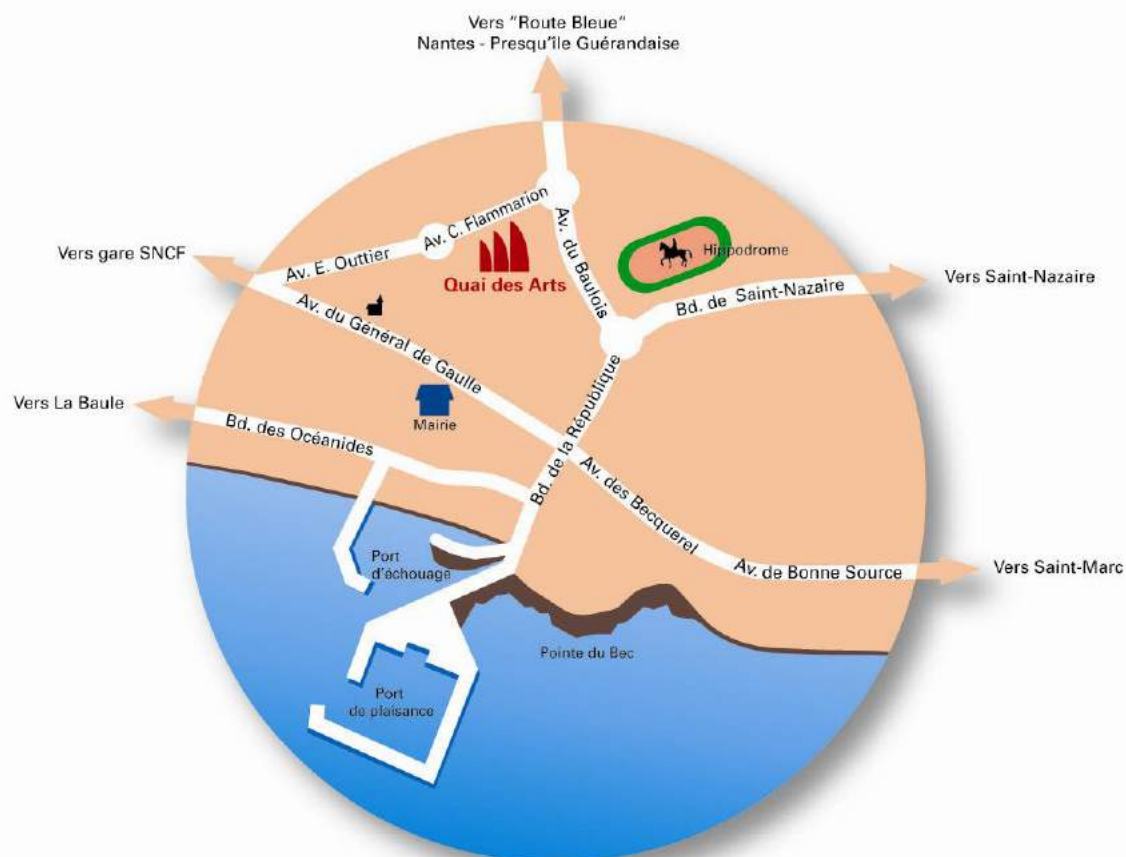 Vers "Route Bleue"
Nantes - Presqu'île Guérandaise
Av. C. Flammarion
Av. du Baulois
Hippodrome
Vers gare SNCF
Av. E. Outtier
Quai des Arts
Bd. de Saint-Nazaire
Vers Saint-Nazaire
Av. du Général de Gaulle
Bd. de la République
Vers La Baule
Bd. des Océanides
Mairie
Av. des Becquerel
Port
d'échouage
Av. de Bonne Source
Vers Saint-Marc
Pointe du Bec
Port
de plaisance